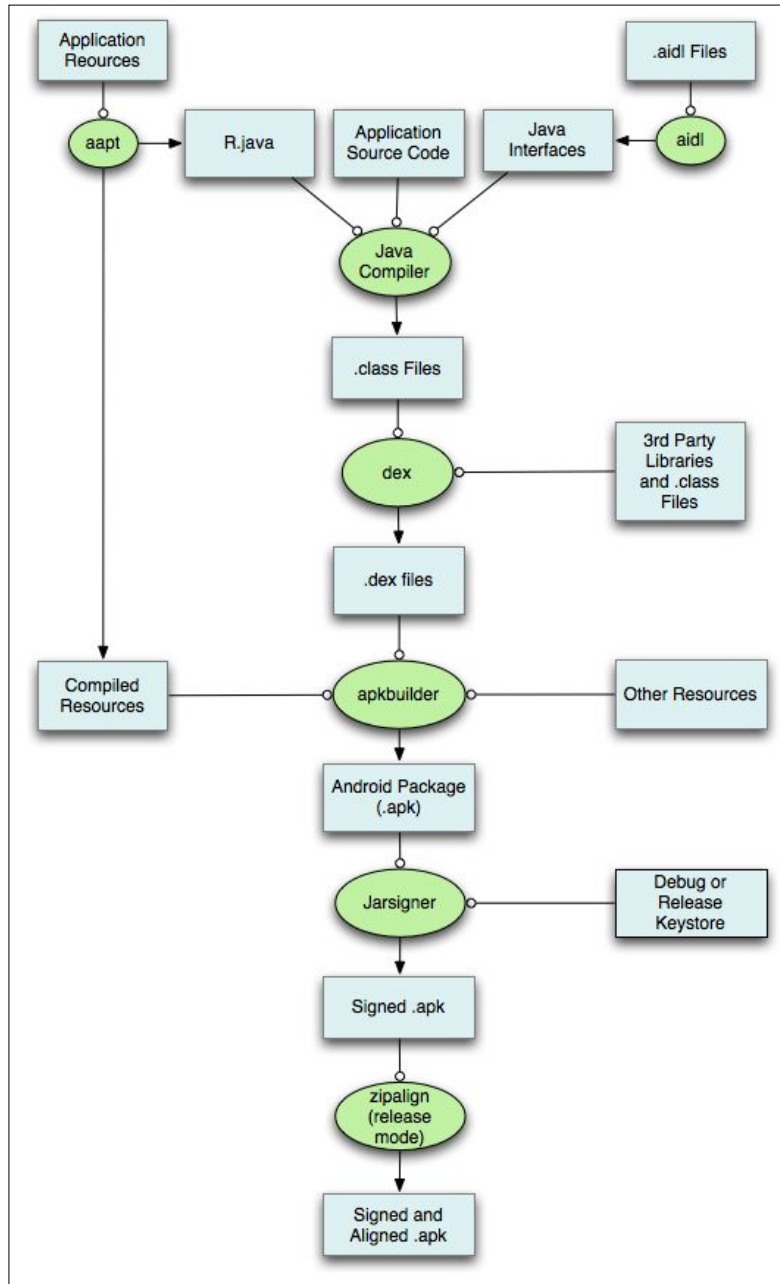 Application
Reources
.aidl Files
aapt
R.java
Application
Source Code
Java
Interfaces
aidl
Java
Compiler
.class Files
dex
3rd Party
Libraries
and .class
Files
.dex files
Compiled
Resources
apkbuilder
Other Resources
Android Package
(.apk)
Jarsigner
Debug or
Release
Keystore
Signed .apk
zipalign
(release
mode)
Signed and
Aligned .apk